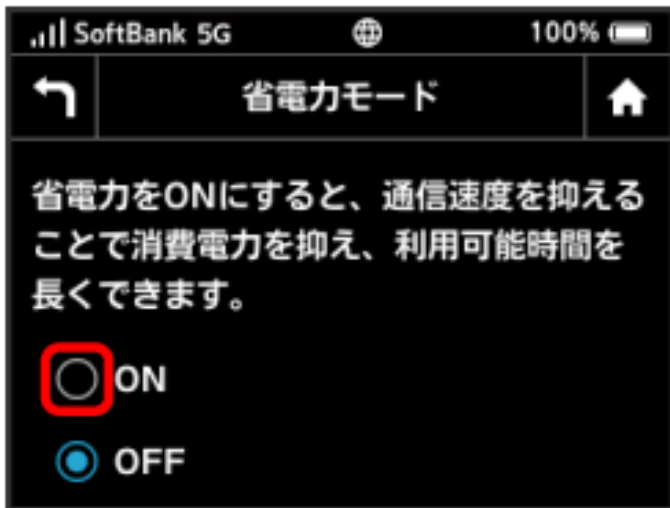 SoftBank 5G 100%
省電力モード
省電力をONにすると、通信速度を抑える
ことで消費電力を抑え、利用可能時間を
長くできます。
ON
OFF